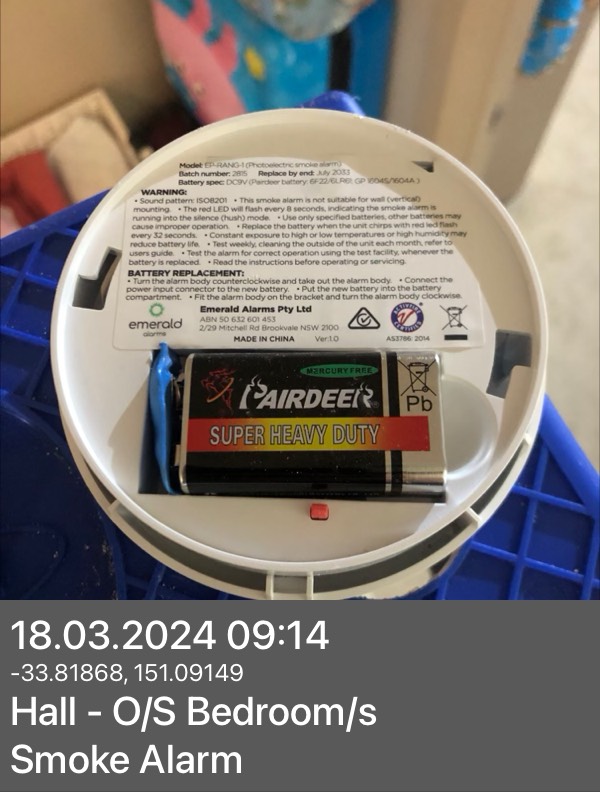 Model: EP-RANG-1 (Photoelectric smoke alarm)
Batch number: 2815 Replace by end: July 2033
Battery spec: DC9V (Pairdeer battery: 6F22/6LR61; GP 1604S/1604A)
WARNING:
• Sound pattern: ISO8201 • This smoke alarm is not suitable for wall (vertical)
mounting. • The red LED will flash every 8 seconds, indicating the smoke alarm is
running into the silence (hush) mode. • Use only specified batteries, other batteries may
cause improper operation. • Replace the battery when the unit chirps with red led flash
every 32 seconds. • Constant exposure to high or low temperatures or high humidity may
reduce battery life. • Test weekly, cleaning the outside of the unit each month, refer to
users guide. • Test the alarm for correct operation using the test facility, whenever the
battery is replaced. • Read the instructions before operating or servicing.
BATTERY REPLACEMENT:
• Turn the alarm body counterclockwise and take out the alarm body. • Connect the
power input connector to the new battery. • Put the new battery into the battery
compartment. • Fit the alarm body on the bracket and turn the alarm body clockwise.
emerald
alarms
Emerald Alarms Pty Ltd
ABN 50 632 601 453
2/29 Mitchell Rd Brookvale NSW 2100
MADE IN CHINA Ver:1.0
AS3786: 2014
MERCURY FREE
PAIRDEER
Pb
SUPER HEAVY DUTY
18.03.2024 09:14
-33.81868, 151.09149
Hall - O/S Bedroom/s
Smoke Alarm